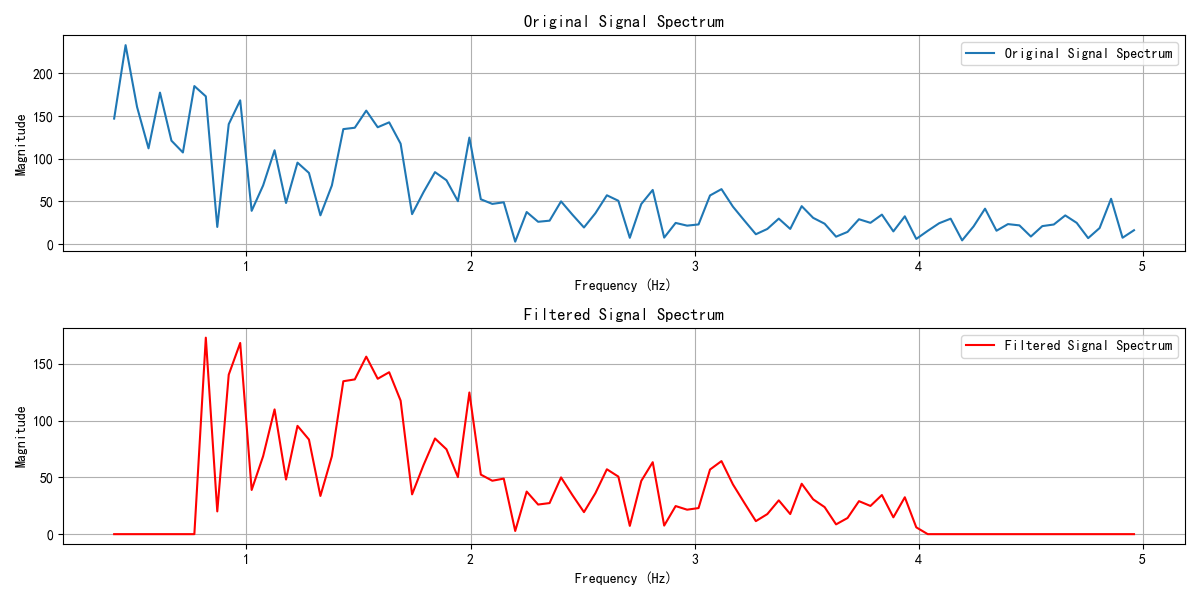 Original Signal Spectrum
Original Signal Spectrum
200
150
100
50
0
Magnitude
1
2
3
4
5
Frequency (Hz)
Filtered Signal Spectrum
Filtered Signal Spectrum
150
100
50
0
Magnitude
1
2
3
4
5
Frequency (Hz)